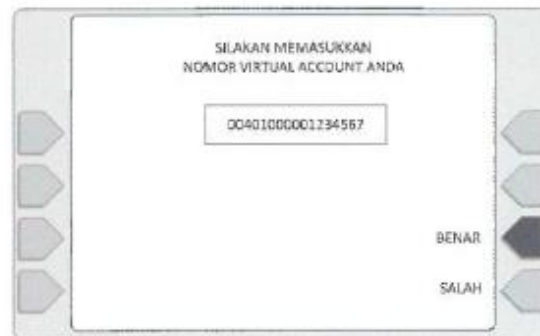 SILAKAN MEMASUKKAN
NOMOR VIRTUAL ACCOUNT ANDA
00401000001234567
BENAR
SALAH